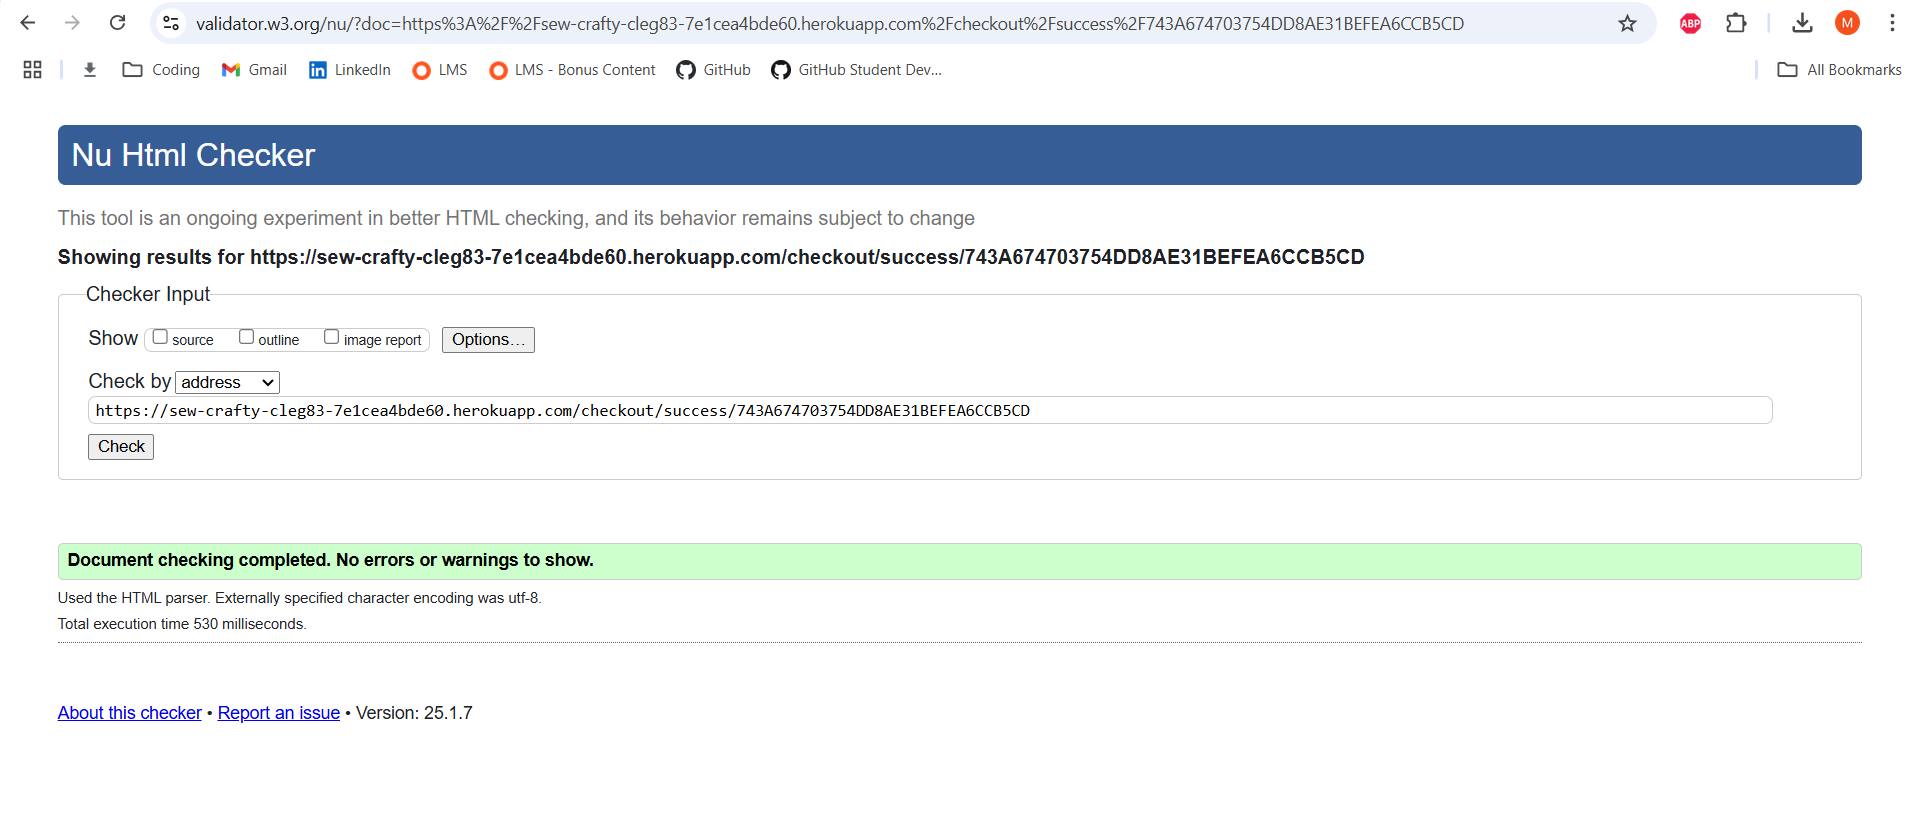 validator.w3.org/nu/?doc=https%3A%2F%2Fsew-crafty-cleg83-7e1cea4bde60.herokuapp.com%2Fcheckout%2Fsuccess%2F743A674703754DD8AE31BEFEA6CCB5CD ABP M
Coding Gmail LinkedIn LMS LMS - Bonus Content GitHub GitHub Student Dev... All Bookmarks
Nu Html Checker
This tool is an ongoing experiment in better HTML checking, and its behavior remains subject to change
Showing results for https://sew-crafty-cleg83-7e1cea4bde60.herokuapp.com/checkout/success/743A674703754DD8AE31BEFEA6CCB5CD
Checker Input
Show source outline image report Options...
Check by address
https://sew-crafty-cleg83-7e1cea4bde60.herokuapp.com/checkout/success/743A674703754DD8AE31BEFEA6CCB5CD
Check
Document checking completed. No errors or warnings to show.
Used the HTML parser. Externally specified character encoding was utf-8.
Total execution time 530 milliseconds.
About this checker • Report an issue • Version: 25.1.7